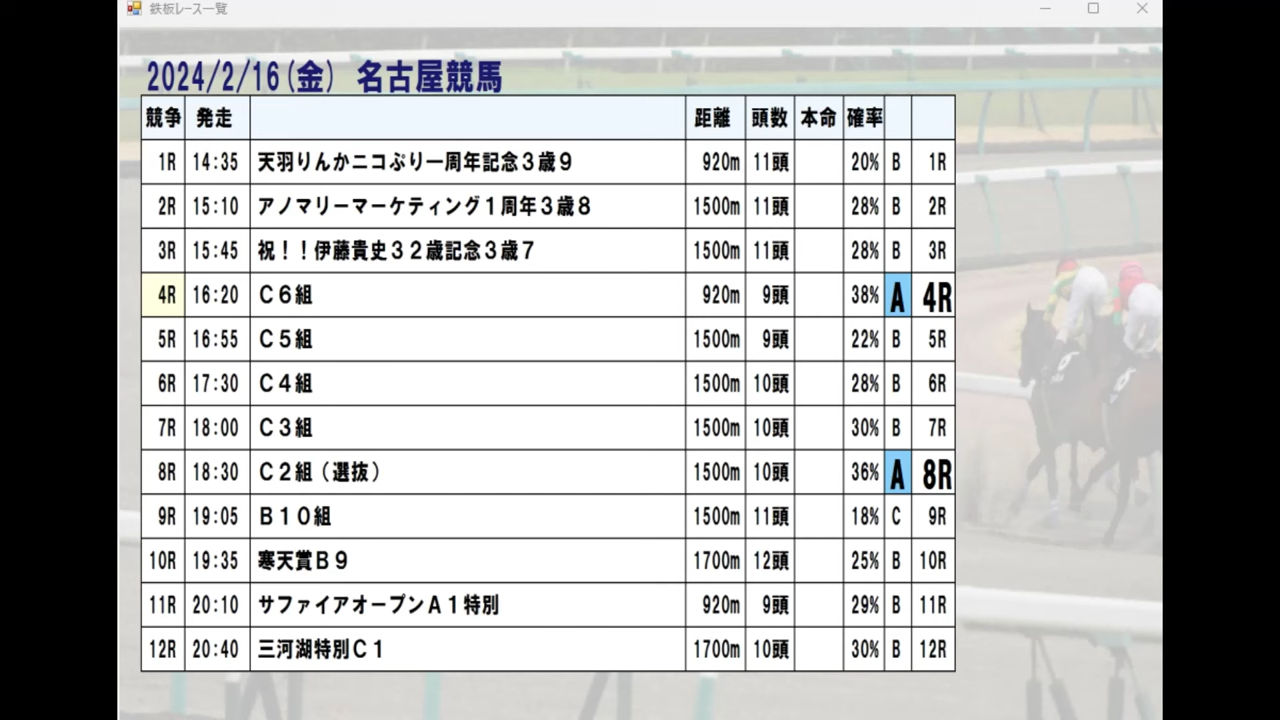 鉄板レース一覧
2024/2/16(金) 名古屋競馬
競争 発走 距離 頭数 本命 確率
1R 14:35 天羽りんかニコぷり一周年記念３歳９ 920m 11頭 20% B 1R
2R 15:10 アノマリーマーケティング１周年３歳８ 1500m 11頭 28% B 2R
3R 15:45 祝！！伊藤貴史３２歳記念３歳７ 1500m 11頭 28% B 3R
4R 16:20 Ｃ６組 920m 9頭 38% A 4R
5R 16:55 Ｃ５組 1500m 9頭 22% B 5R
6R 17:30 Ｃ４組 1500m 10頭 28% B 6R
7R 18:00 Ｃ３組 1500m 10頭 30% B 7R
8R 18:30 Ｃ２組（選抜） 1500m 10頭 36% A 8R
9R 19:05 Ｂ１０組 1500m 11頭 18% C 9R
10R 19:35 寒天賞Ｂ９ 1700m 12頭 25% B 10R
11R 20:10 サファイアオープンＡ１特別 920m 9頭 29% B 11R
12R 20:40 三河湖特別Ｃ１ 1700m 10頭 30% B 12R